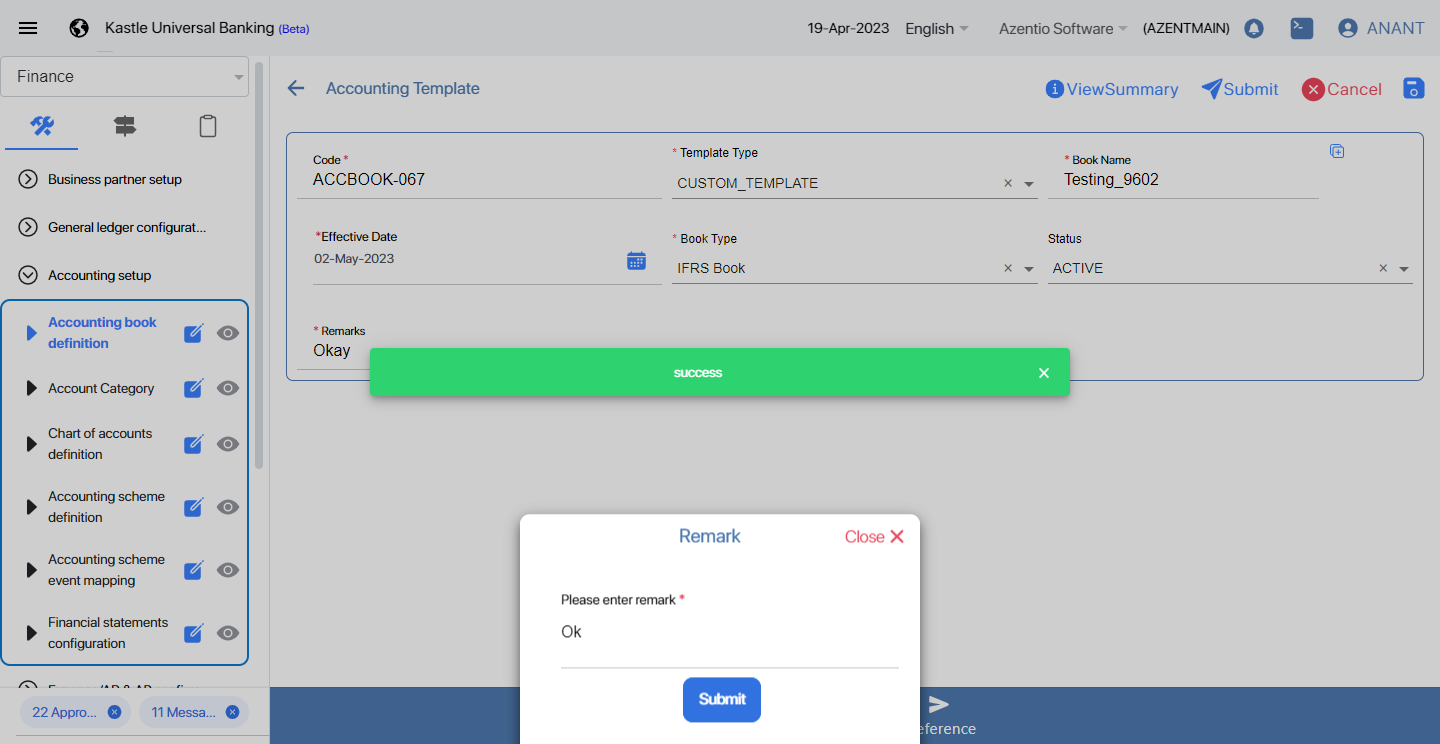 Kastle Universal Banking (Beta)
19-Apr-2023
English
Azentio Software
(AZENTMAIN)
ANANT
Finance
Business partner setup
General ledger configurat...
Accounting setup
Accounting book
definition
Account Category
Chart of accounts
definition
Accounting scheme
definition
Accounting scheme
event mapping
Financial statements
configuration
22 Appro...
11 Messa...
Accounting Template
ViewSummary
Submit
Cancel
Code *
ACCBOOK-067
* Template Type
CUSTOM_TEMPLATE
* Book Name
Testing_9602
*Effective Date
02-May-2023
* Book Type
IFRS Book
Status
ACTIVE
* Remarks
Okay
success
Remark
Close
Please enter remark *
Ok
Submit
eference